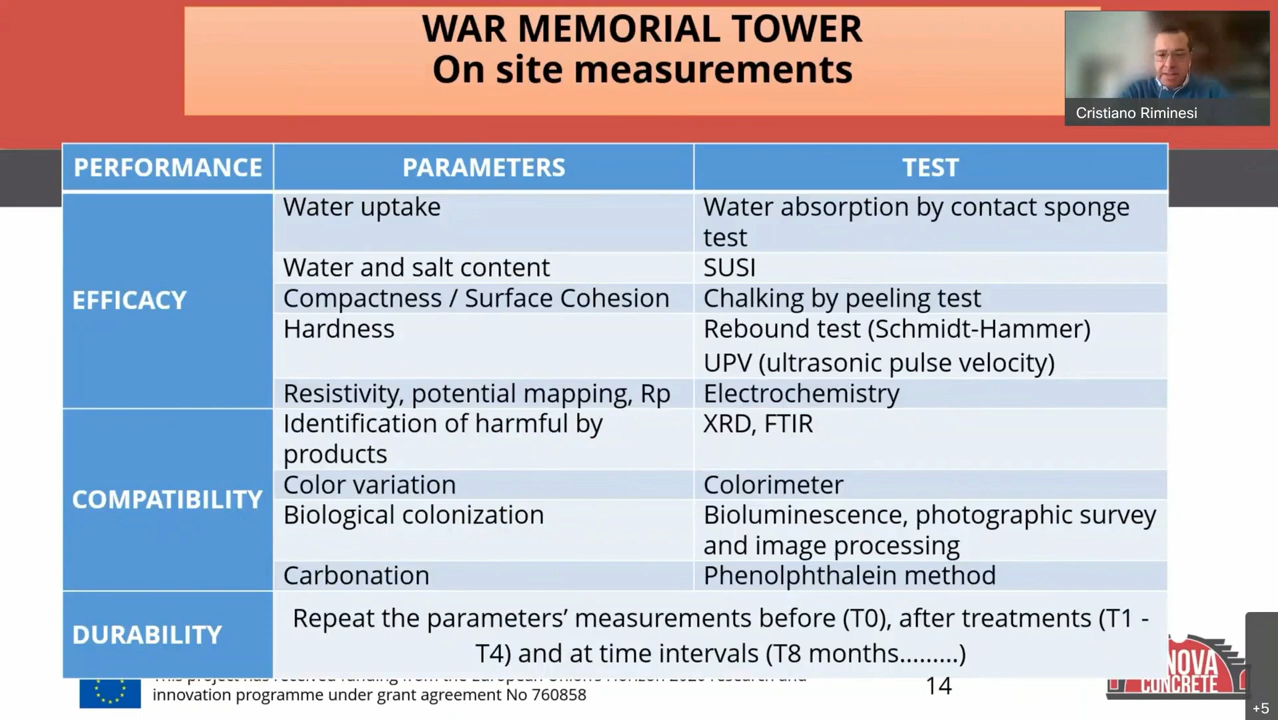 WAR MEMORIAL TOWER
On site measurements
Cristiano Riminesi
PERFORMANCE PARAMETERS TEST
EFFICACY
Water uptake
Water absorption by contact sponge
test
Water and salt content
SUSI
Compactness / Surface Cohesion
Chalking by peeling test
Hardness
Rebound test (Schmidt-Hammer)
UPV (ultrasonic pulse velocity)
Resistivity, potential mapping, Rp
Electrochemistry
COMPATIBILITY
Identification of harmful by
products
XRD, FTIR
Color variation
Colorimeter
Biological colonization
Bioluminescence, photographic survey
and image processing
Carbonation
Phenolphthalein method
DURABILITY
Repeat the parameters’ measurements before (T0), after treatments (T1 -
T4) and at time intervals (T8 months.........)
This project has received funding from the European Union's Horizon 2020 research and
innovation programme under grant agreement No 760858
14
NOVA
CONCRETE
+5